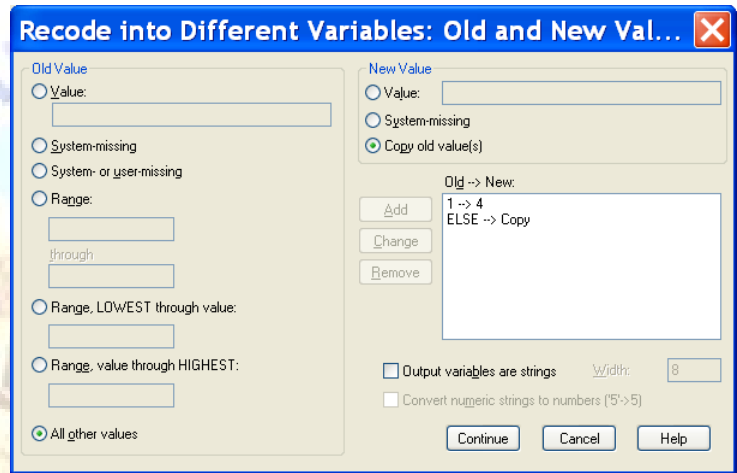 Recode into Different Variables: Old and New Val...
Old Value
Value:
System-missing
System- or user-missing
Range:
through
Range, LOWEST through value:
Range, value through HIGHEST:
All other values
New Value
Value:
System-missing
Copy old value(s)
Old --> New:
Add
Change
Remove
1 --> 4
ELSE --> Copy
Output variables are strings
Width:
8
Convert numeric strings to numbers ('5'->5)
Continue
Cancel
Help